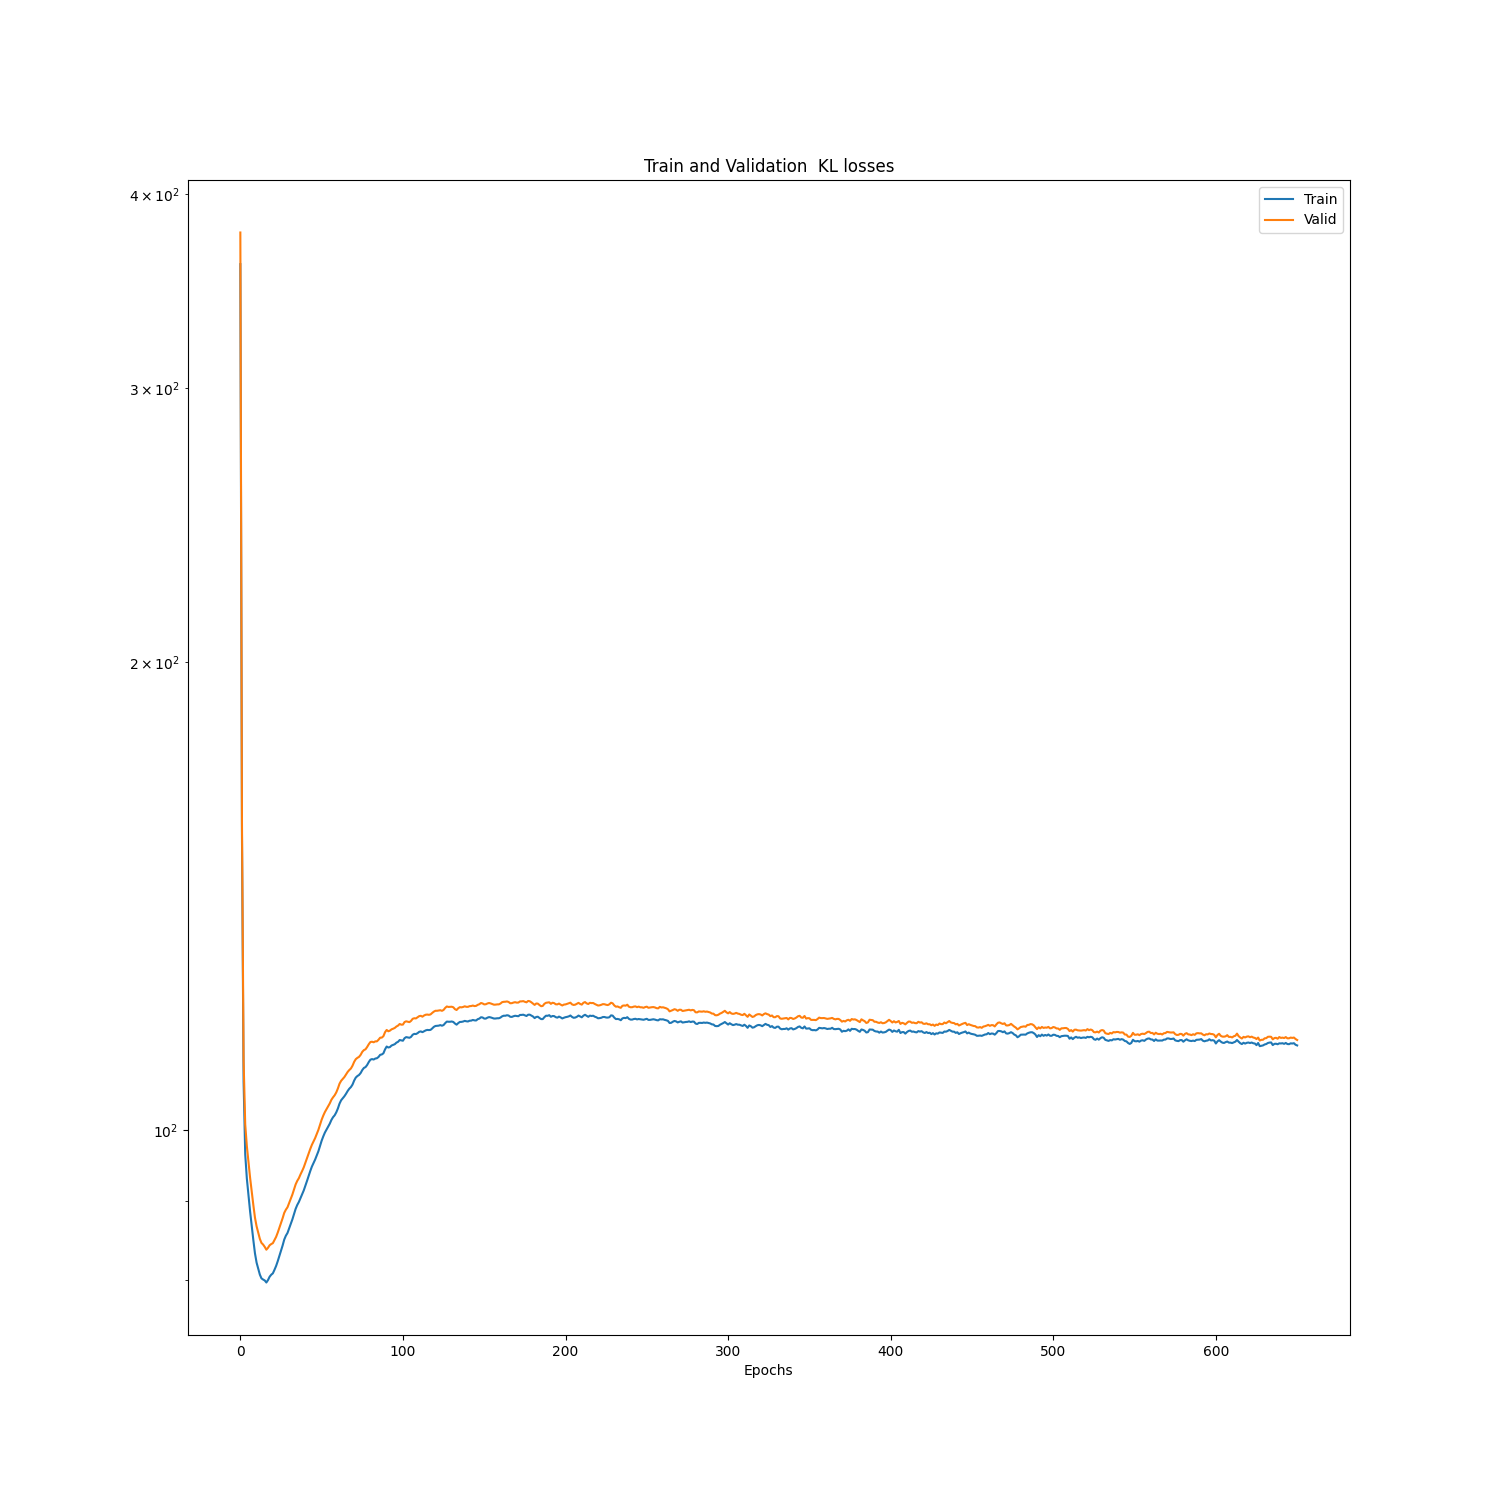 Train and Validation  KL losses
4 × 10²
3 × 10²
2 × 10²
10²
Train
Valid
0 100 200 300 400 500 600
Epochs